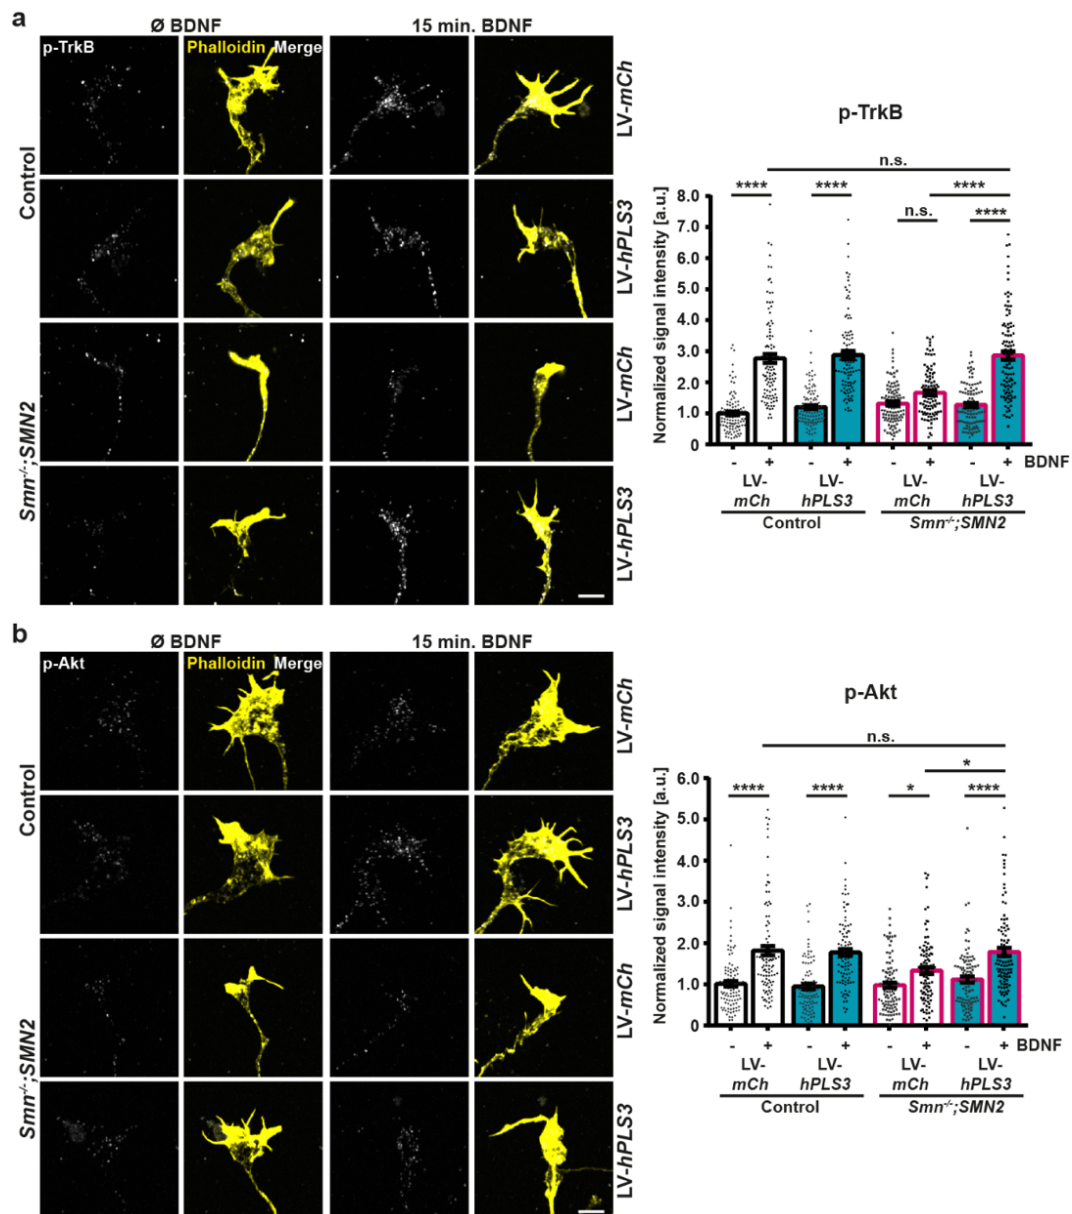 a
Ø BDNF 15 min. BDNF
p-TrkB Phalloidin Merge
Control
LV-mCh
LV-hPLS3
Smn-/-;SMN2
LV-mCh
LV-hPLS3
p-TrkB
n.s.
**** **** ****
n.s. ****
Normalized signal intensity [a.u.]
8.0
7.0
6.0
5.0
4.0
3.0
2.0
1.0
0
- + - + - + - + BDNF
LV- LV- LV- LV-
mCh hPLS3 mCh hPLS3
Control Smn-/-;SMN2
b
Ø BDNF 15 min. BDNF
p-Akt Phalloidin Merge
Control
LV-mCh
LV-hPLS3
Smn-/-;SMN2
LV-mCh
LV-hPLS3
p-Akt
n.s.
*
**** **** * ****
Normalized signal intensity [a.u.]
6.0
5.0
4.0
3.0
2.0
1.0
0
- + - + - + - + BDNF
LV- LV- LV- LV-
mCh hPLS3 mCh hPLS3
Control Smn-/-;SMN2